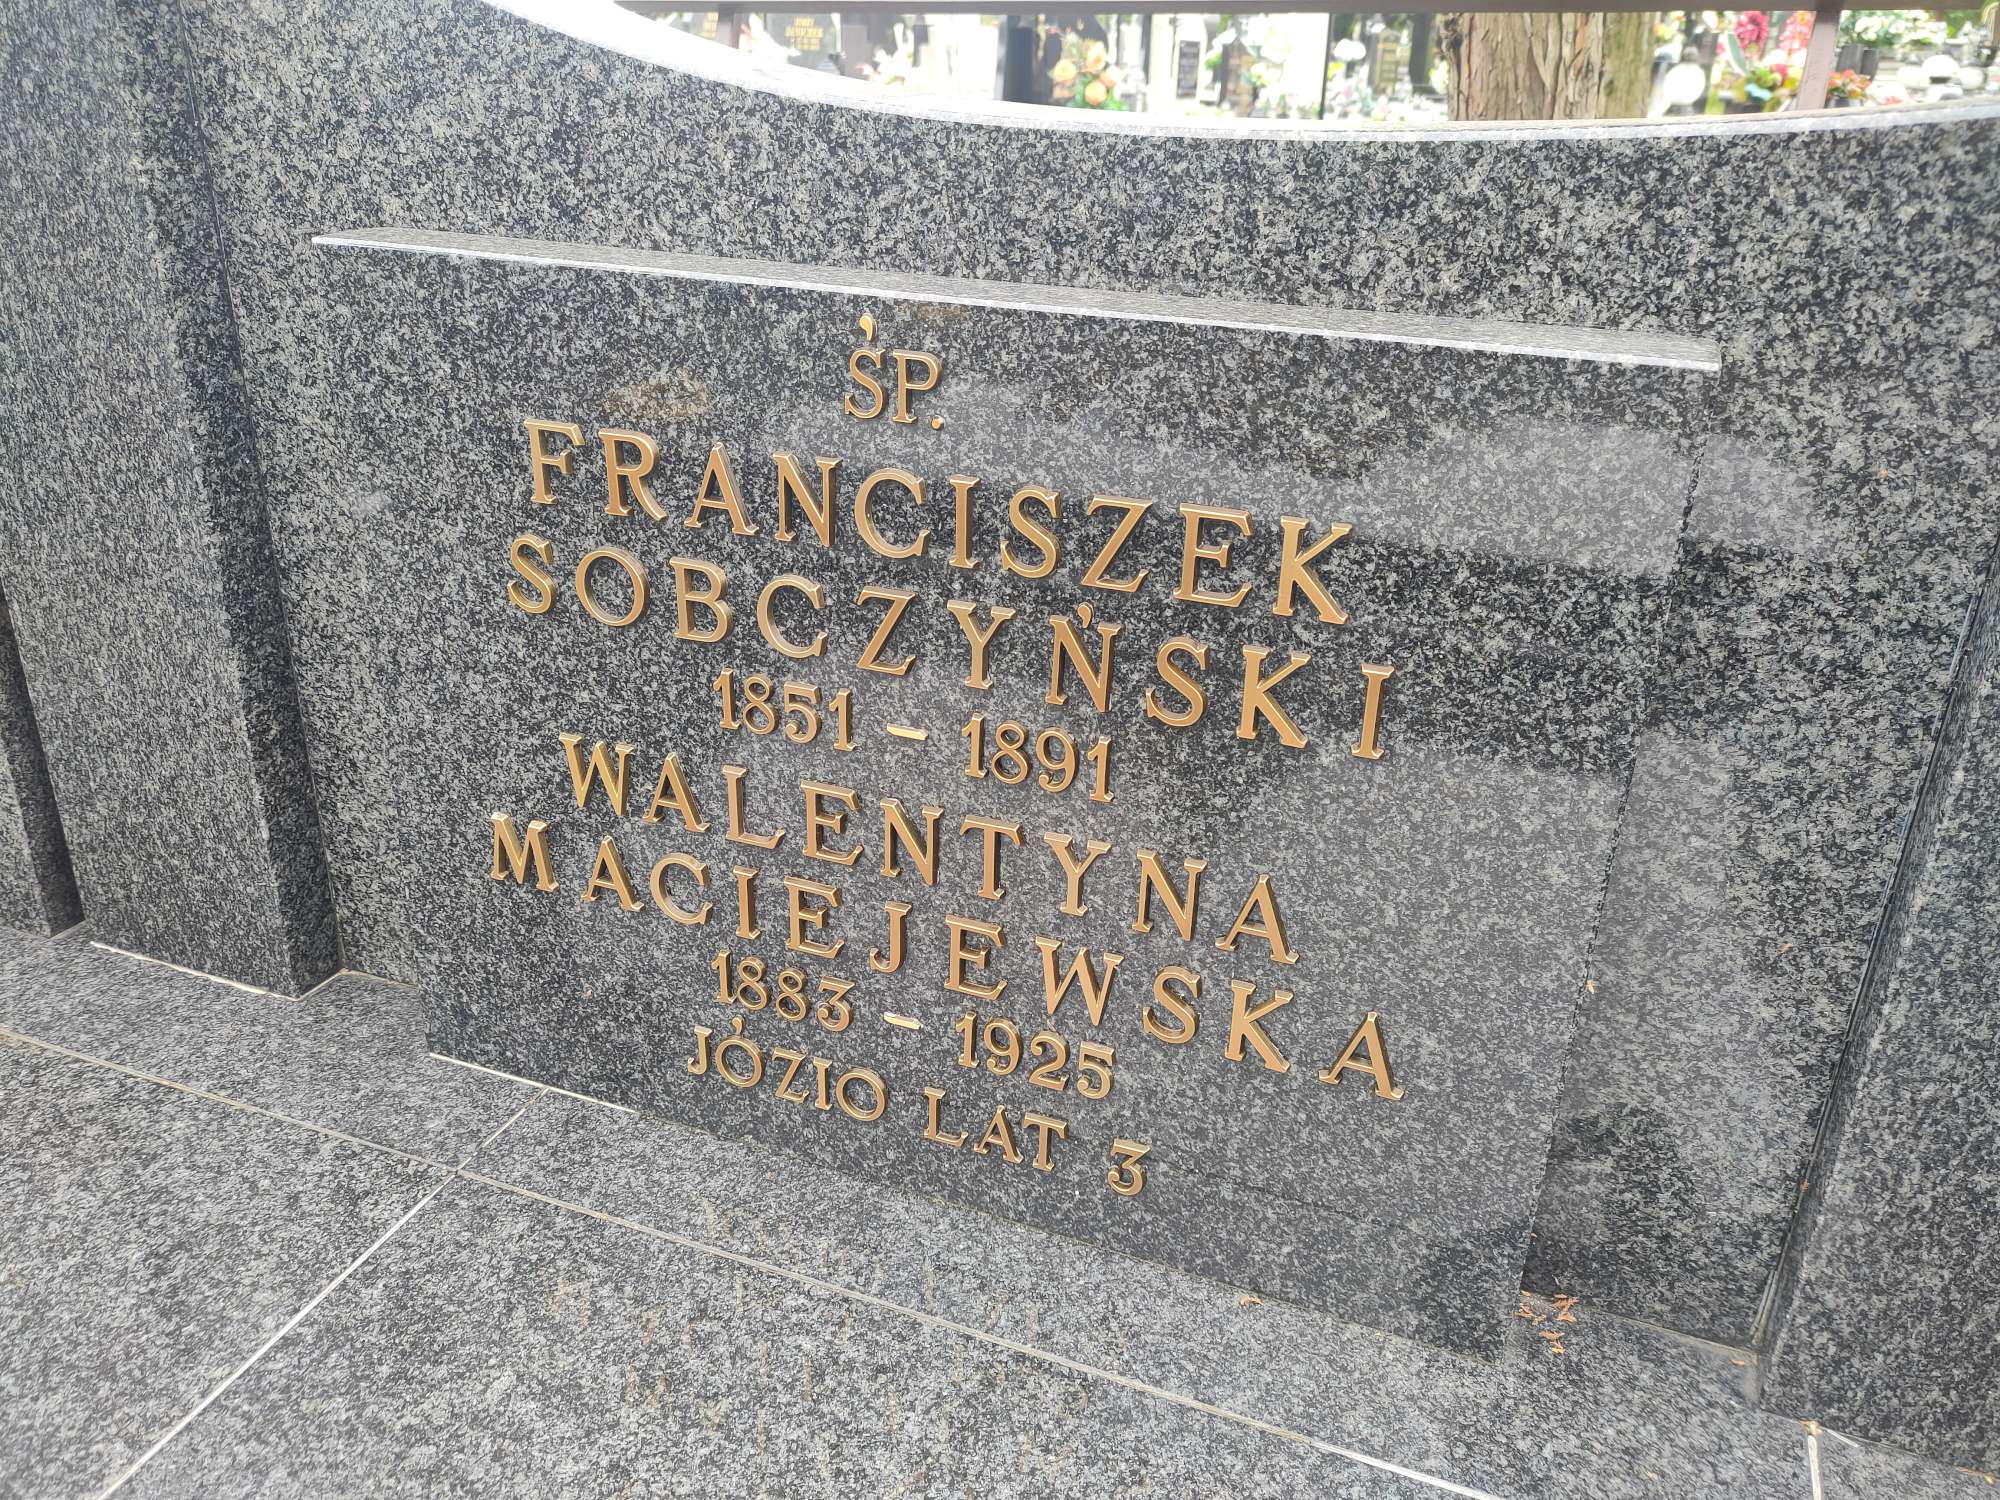 ŚP.
FRANCISZEK
SOBCZYŃSKI
1851 – 1891
WALENTYNA
MACIEJEWSKA
1883 – 1925
JÓZIO LAT 3